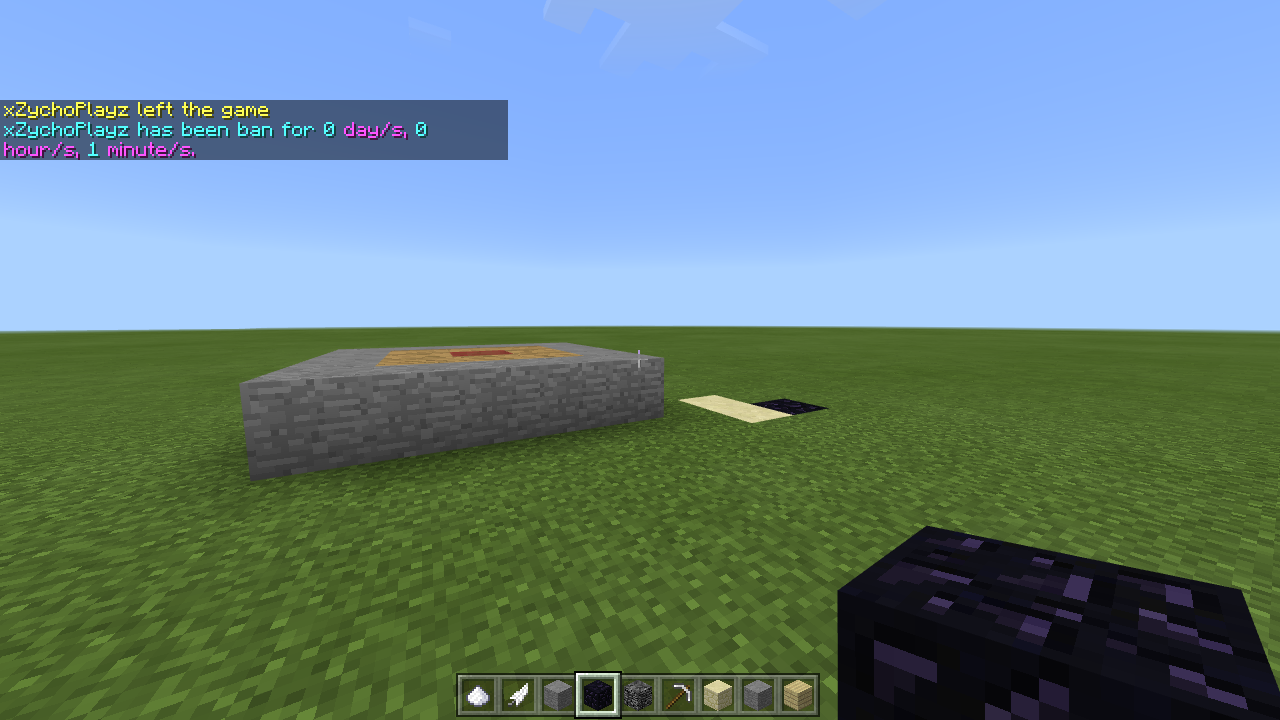 xZychoPlayz left the game
xZychoPlayz has been ban for 0 day/s, 0
hour/s, 1 minute/s.